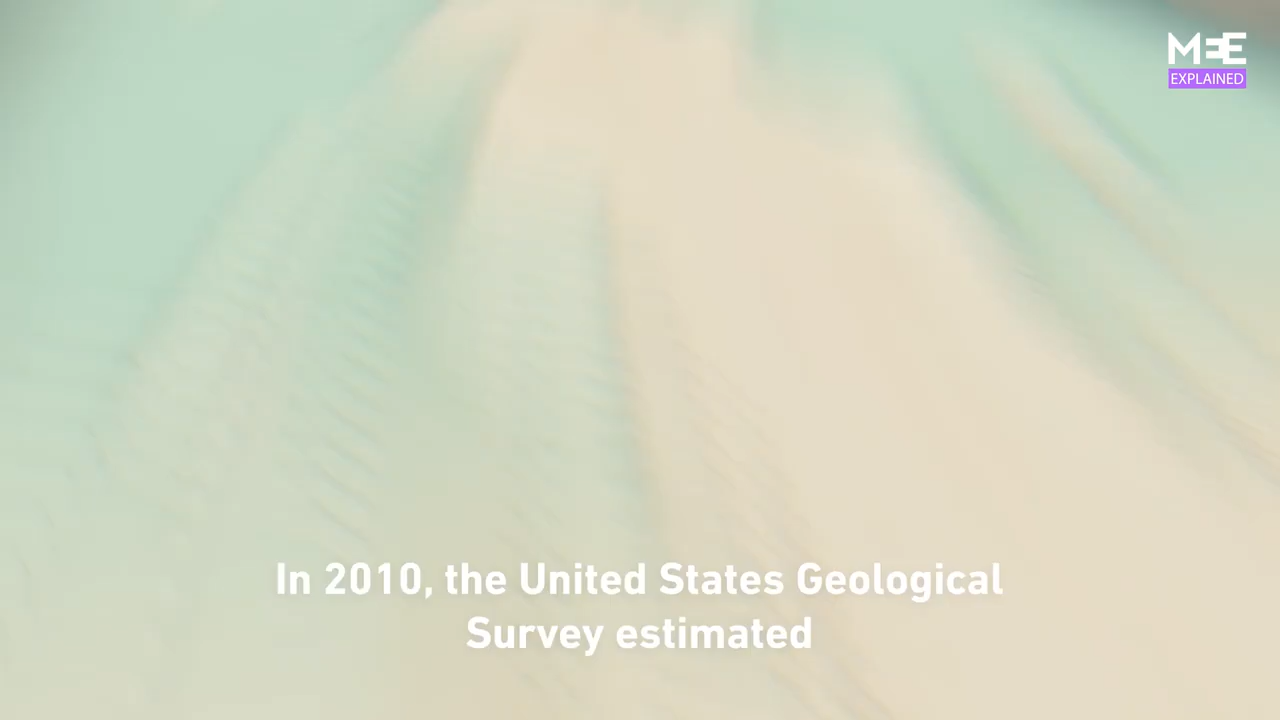 MEE
EXPLAINED
In 2010, the United States Geological
Survey estimated